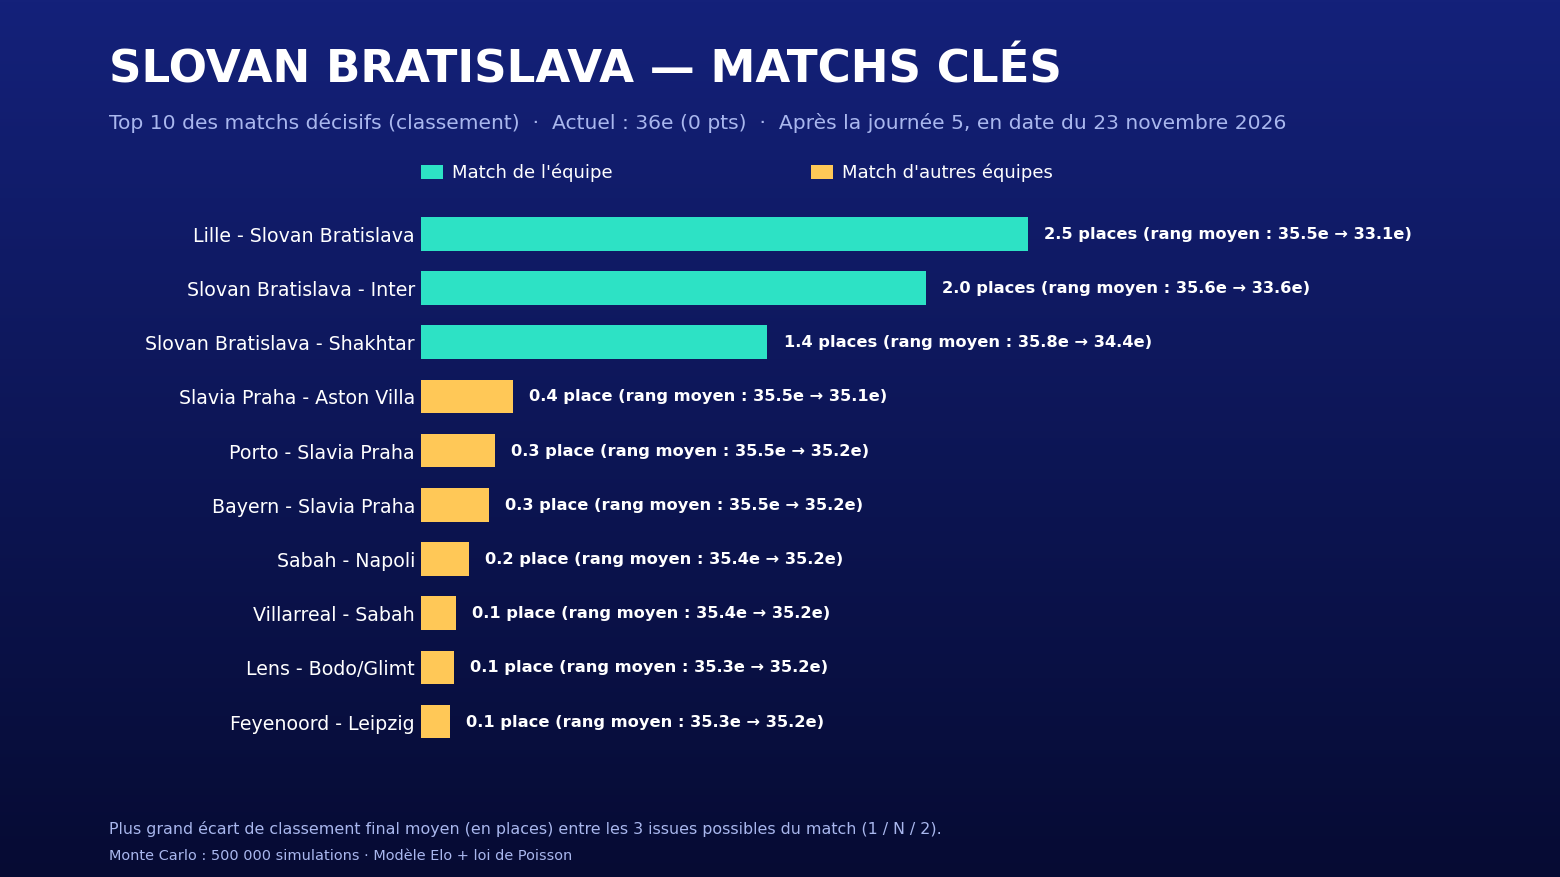 SLOVAN BRATISLAVA — MATCHS CLÉS
Top 10 des matchs décisifs (classement) · Actuel : 36e (0 pts) · Après la journée 5, en date du 23 novembre 2026
Match de l'équipe
Match d'autres équipes
Lille - Slovan Bratislava 2.5 places (rang moyen : 35.5e → 33.1e)
Slovan Bratislava - Inter 2.0 places (rang moyen : 35.6e → 33.6e)
Slovan Bratislava - Shakhtar 1.4 places (rang moyen : 35.8e → 34.4e)
Slavia Praha - Aston Villa 0.4 place (rang moyen : 35.5e → 35.1e)
Porto - Slavia Praha 0.3 place (rang moyen : 35.5e → 35.2e)
Bayern - Slavia Praha 0.3 place (rang moyen : 35.5e → 35.2e)
Sabah - Napoli 0.2 place (rang moyen : 35.4e → 35.2e)
Villarreal - Sabah 0.1 place (rang moyen : 35.4e → 35.2e)
Lens - Bodo/Glimt 0.1 place (rang moyen : 35.3e → 35.2e)
Feyenoord - Leipzig 0.1 place (rang moyen : 35.3e → 35.2e)
Plus grand écart de classement final moyen (en places) entre les 3 issues possibles du match (1 / N / 2).
Monte Carlo : 500 000 simulations · Modèle Elo + loi de Poisson